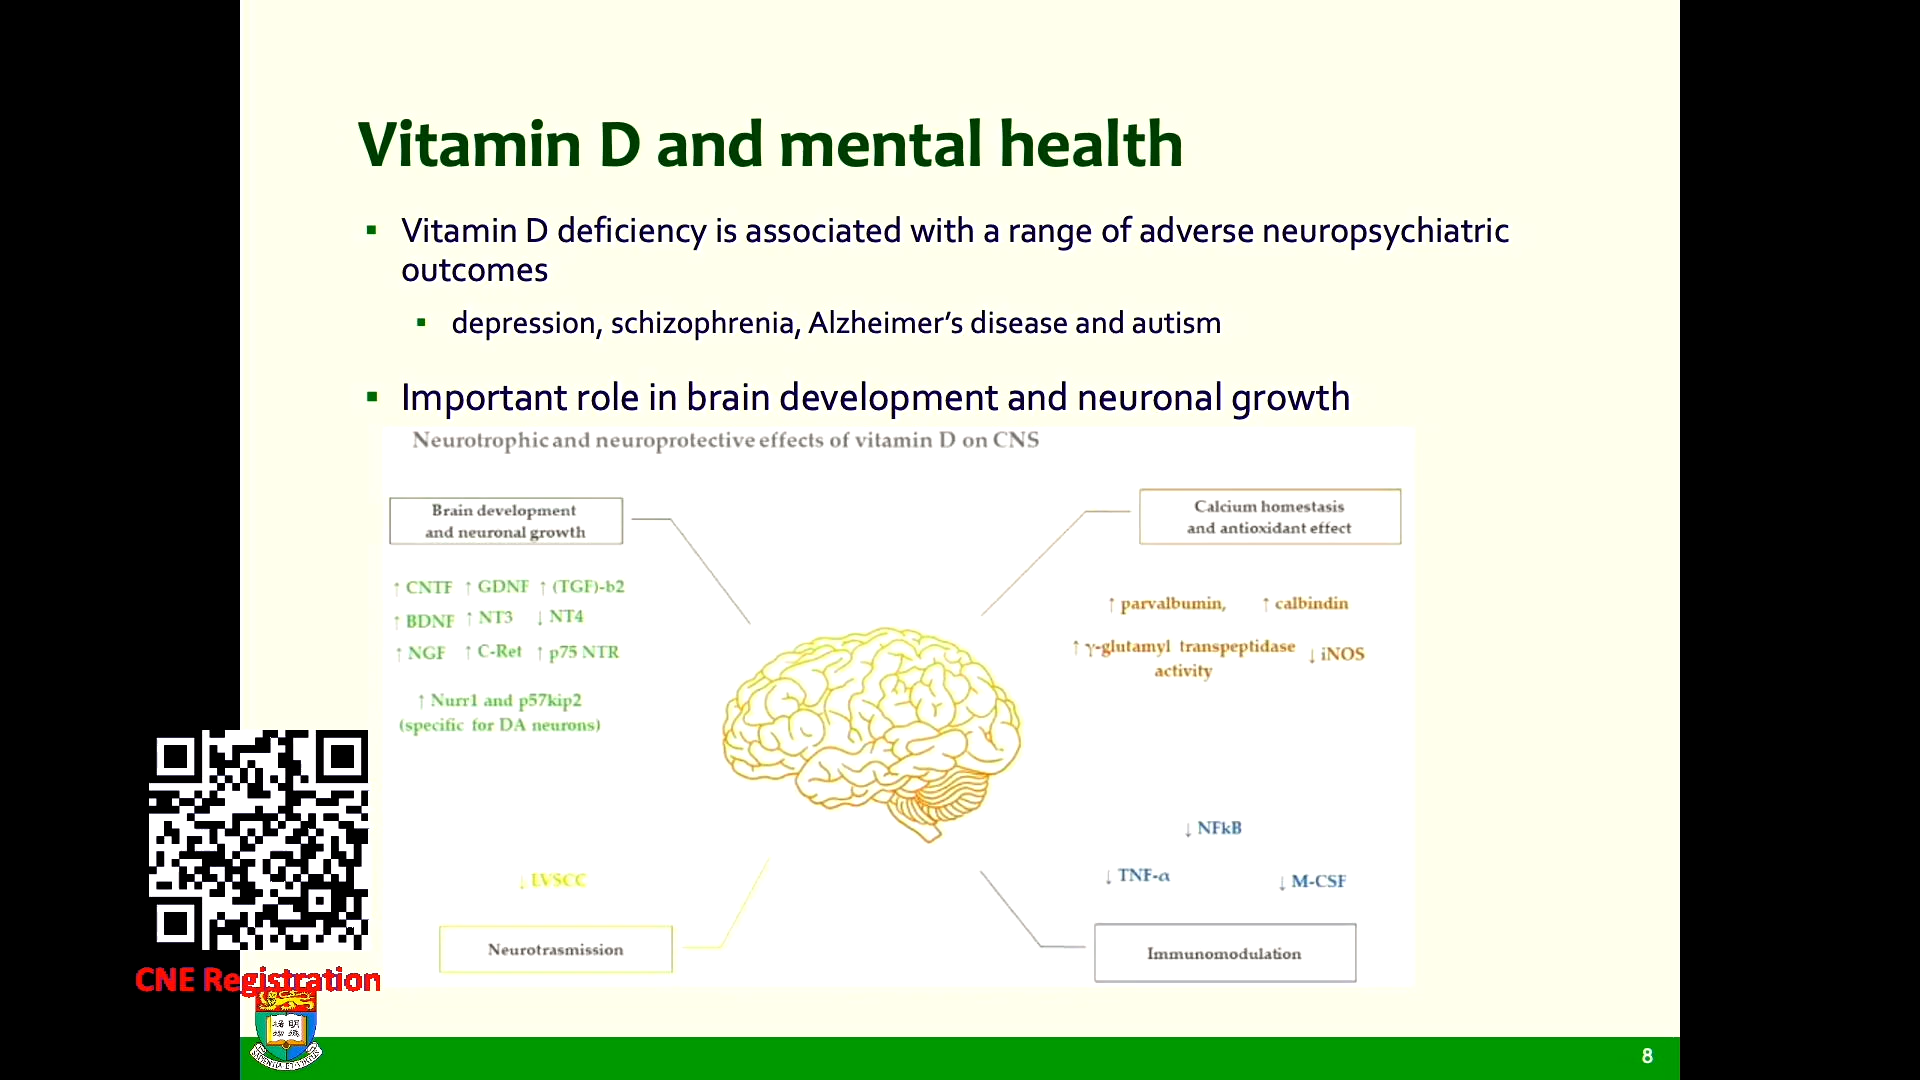 Vitamin D and mental health
▪ Vitamin D deficiency is associated with a range of adverse neuropsychiatric
outcomes
▪ depression, schizophrenia, Alzheimer’s disease and autism
▪ Important role in brain development and neuronal growth
Neurotrophic and neuroprotective effects of vitamin D on CNS
Brain development
and neuronal growth
↑ CNTF ↑ GDNF ↑ (TGF)-b2
↑ BDNF ↑ NT3 ↓ NT4
↑ NGF ↑ C-Ret ↑ p75 NTR
↑ Nurr1 and p57kip2
(specific for DA neurons)
Calcium homestasis
and antioxidant effect
↑ parvalbumin, ↑ calbindin
↑ γ-glutamyl transpeptidase ↓ iNOS
activity
↓ LVSCC
Neurotrasmission
↓ NFkB
↓ TNF-α ↓ M-CSF
Immunomodulation
CNE Registration
8